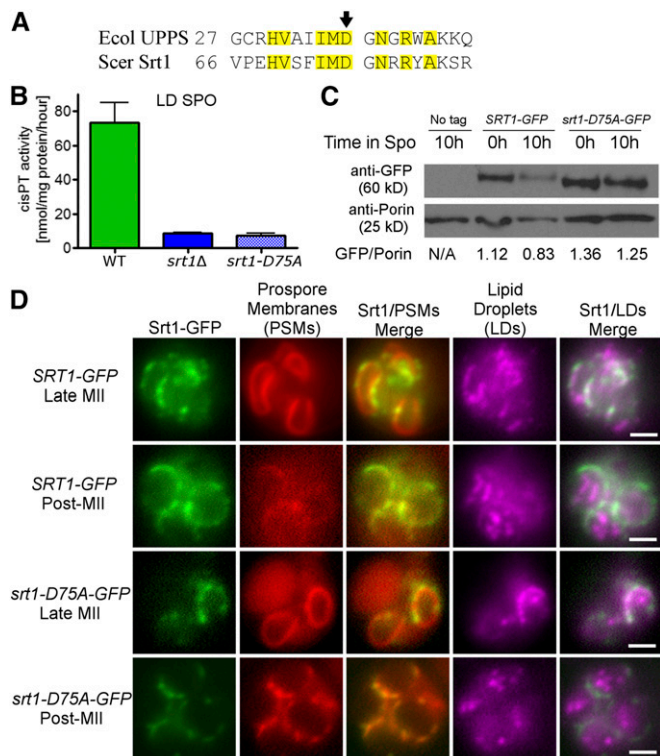 A
Ecol UPPS 27 GCRHVAIIMD GNGRWAKKQ
Scer Srt1 66 VPEHVSFIMD GNRRYAKSR
B
LD SPO
cisPT activity
[nmol/mg protein/hour]
80
60
40
20
0
WT srt1Δ srt1-D75A
C
No tag SRT1-GFP srt1-D75A-GFP
Time in Spo 10h 0h 10h 0h 10h
anti-GFP
(60 kD)
anti-Porin
(25 kD)
GFP/Porin N/A 1.12 0.83 1.36 1.25
D
Srt1-GFP
Prospore
Membranes
(PSMs)
Srt1/PSMs
Merge
Lipid
Droplets
(LDs)
Srt1/LDs
Merge
SRT1-GFP
Late MII
SRT1-GFP
Post-MII
srt1-D75A-GFP
Late MII
srt1-D75A-GFP
Post-MII